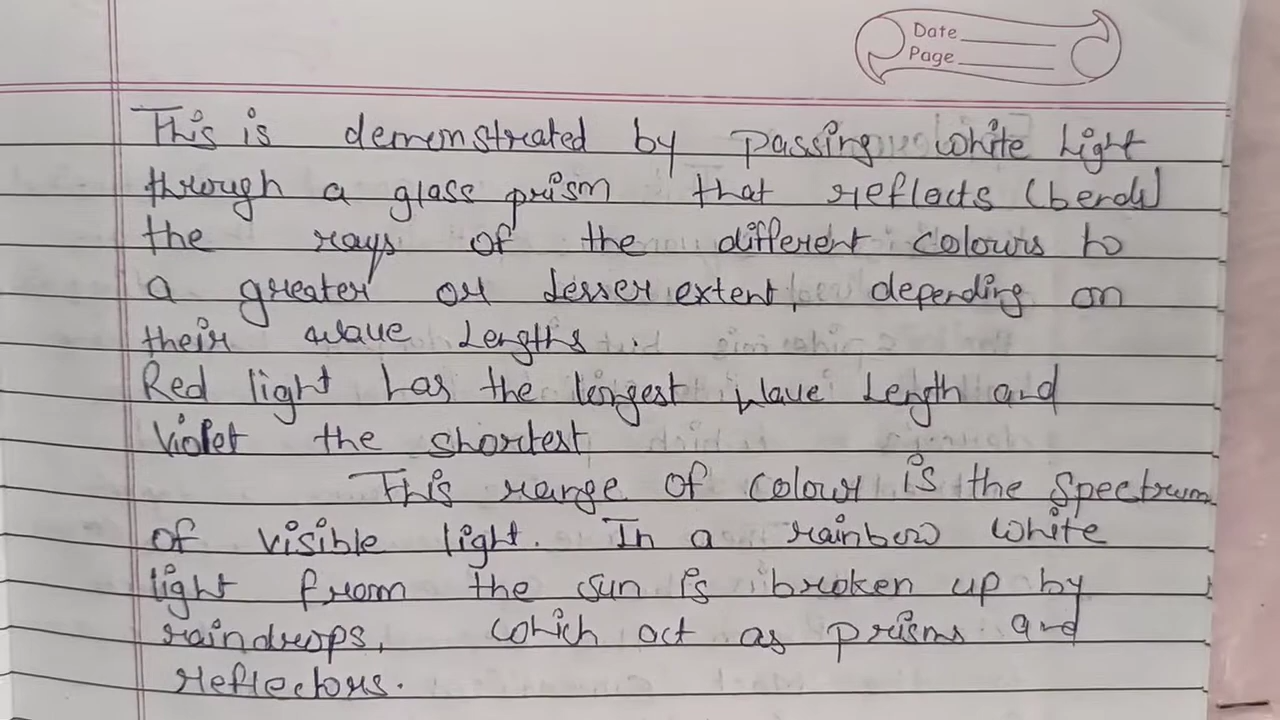 Date
Page
This is demonstrated by passing white light
through a glass prism that reflects (bends)
the rays of the different colours to
a greater or lesser extent, depending on
their wave lengths.
Red light has the longest wave length and
Violet the shortest
This range of colour is the spectrum
of visible light. In a rainbow white
light from the sun is broken up by
raindrops, which act as prisms and
reflectors.